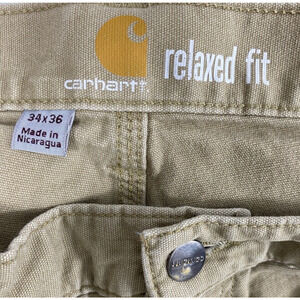 carhartt
relaxed fit
34X36
Made in
Nicaragua